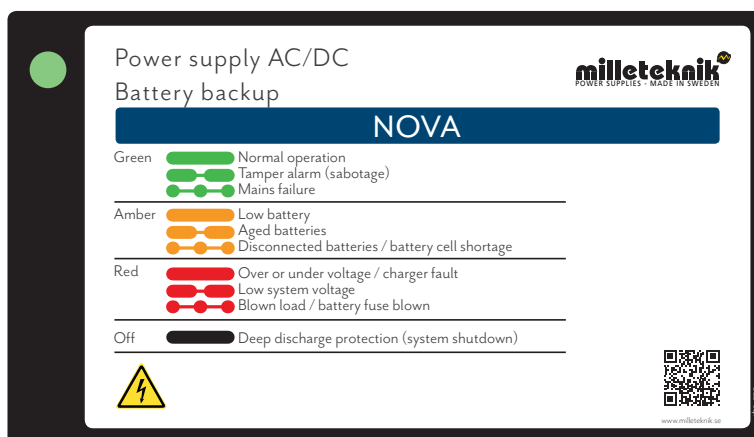 Power supply AC/DC
Battery backup
milleteknik
POWER SUPPLIES - MADE IN SWEDEN
NOVA
Green Normal operation
Tamper alarm (sabotage)
Mains failure
Amber Low battery
Aged batteries
Disconnected batteries / battery cell shortage
Red Over or under voltage / charger fault
Low system voltage
Blown load / battery fuse blown
Off Deep discharge protection (system shutdown)
www.milleteknik.se